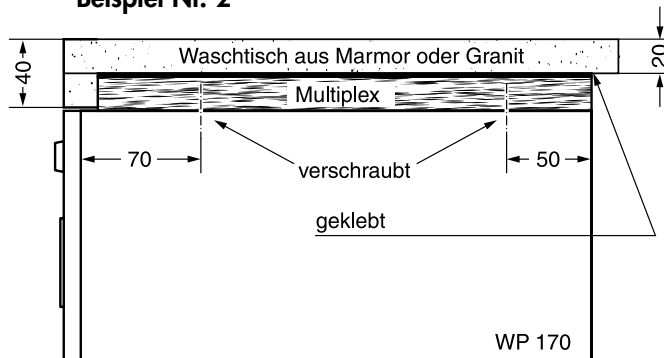 Beispiel Nr. 2
Waschtisch aus Marmor oder Granit
20
40
Multiplex
70
verschraubt
50
geklebt
WP 170